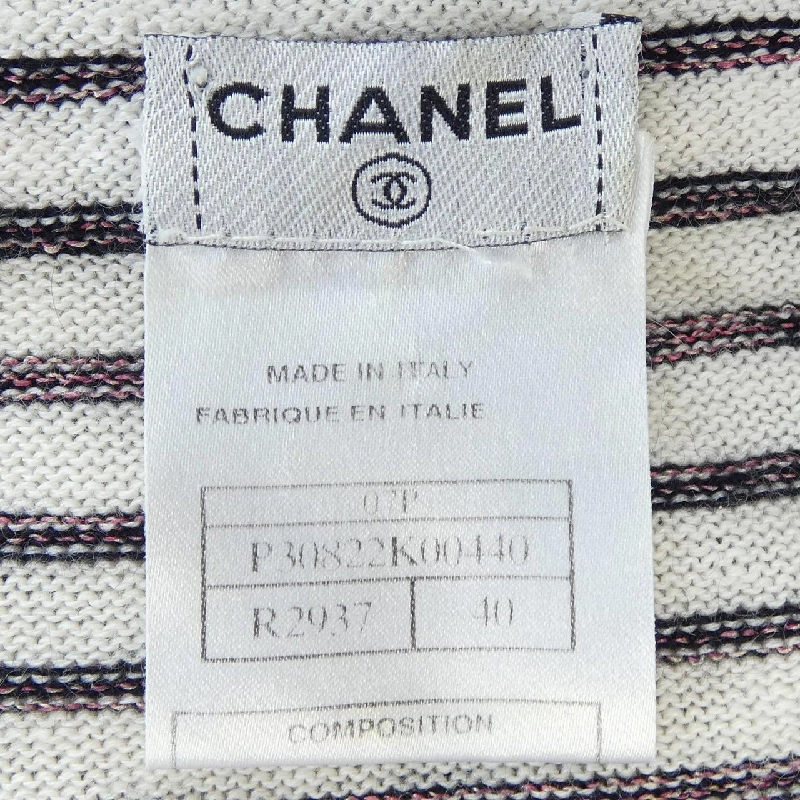 CHANEL
MADE IN ITALY
FABRIQUE EN ITALIE
07P
P30822K00440
R2937 40
COMPOSITION